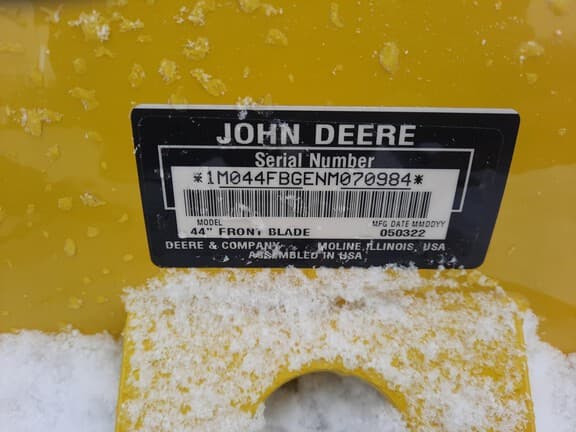 JOHN DEERE
Serial Number
*1M044FBGENM070984*
MODEL MFG DATE MMDDYY
44" FRONT BLADE 050322
DEERE & COMPANY MOLINE, ILLINOIS, USA
ASSEMBLED IN USA